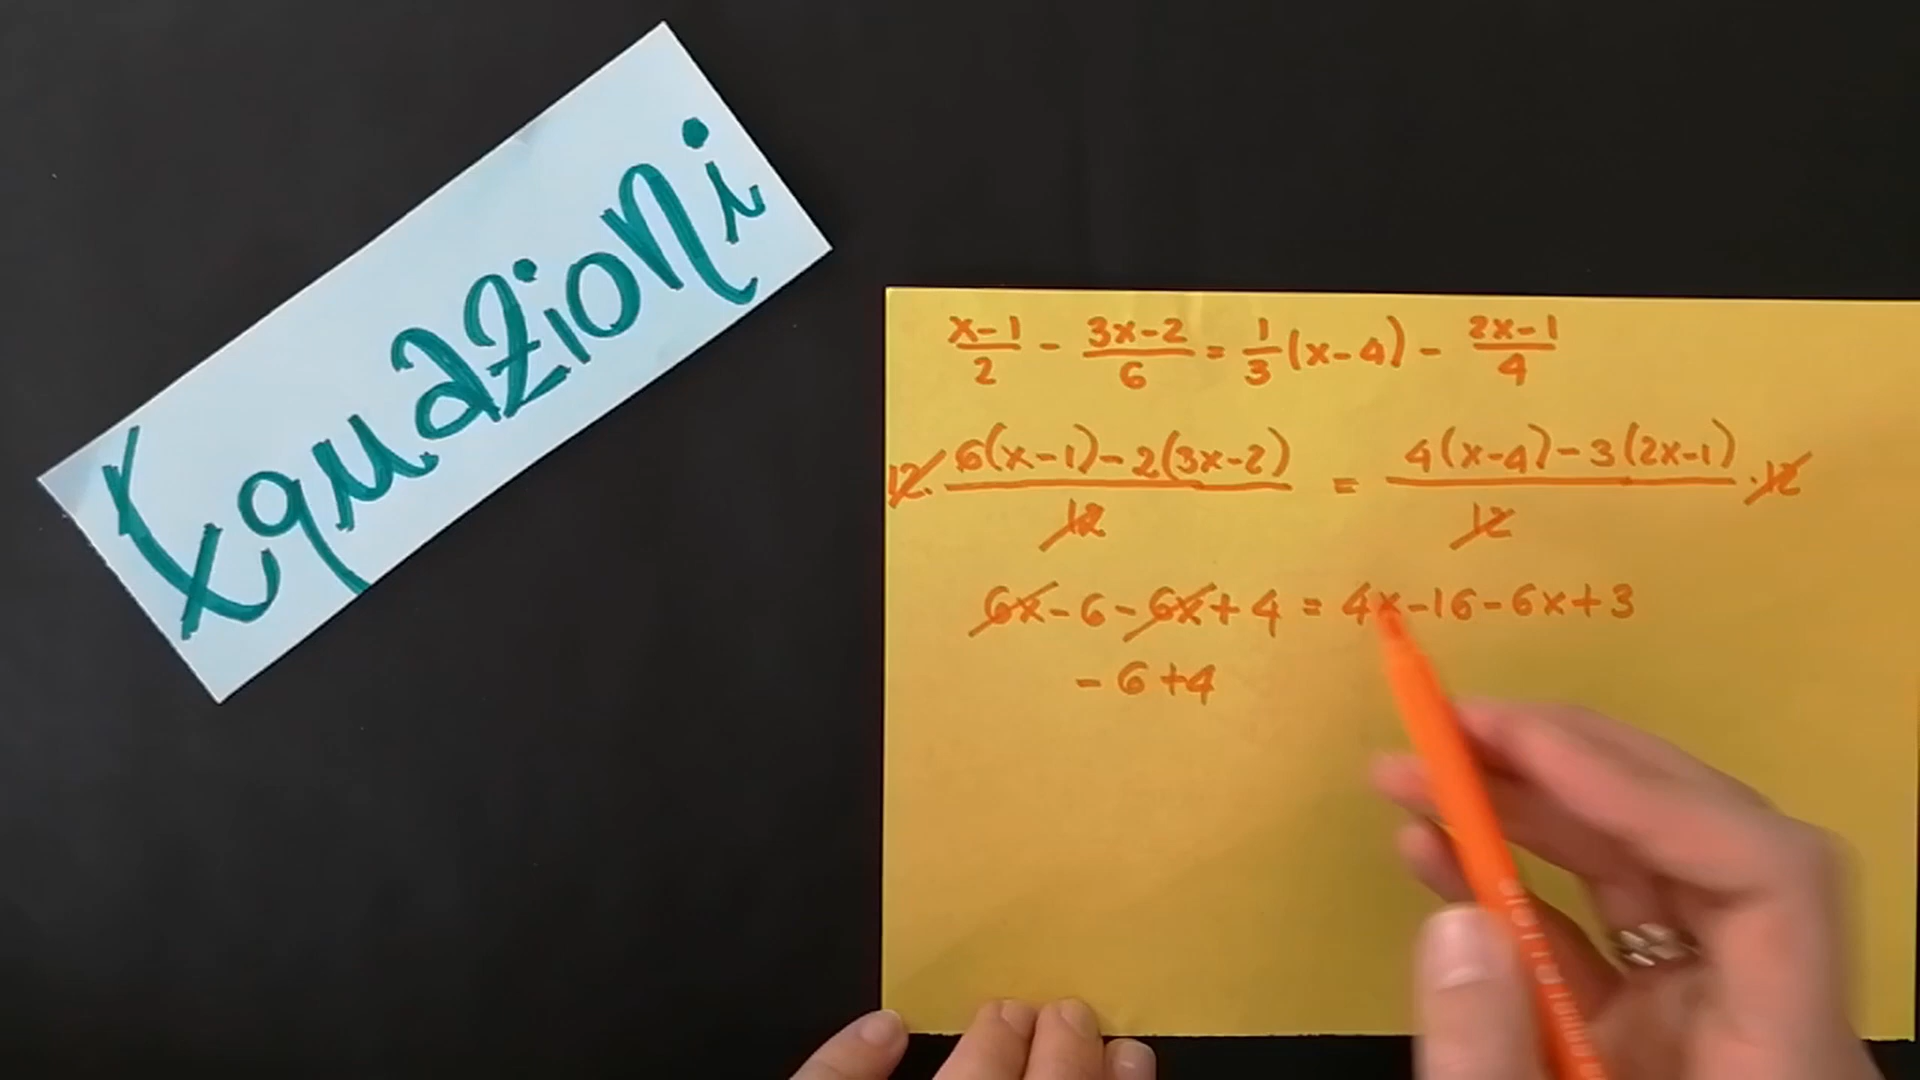 Equazioni
x-1/2 - 3x-2/6 = 1/3 (x-4) - 2x-1/4
12 · 6(x-1)-2(3x-2)/12 = 4(x-4)-3(2x-1)/12 · 12
6x-6-6x+4 = 4x-16-6x+3
-6+4